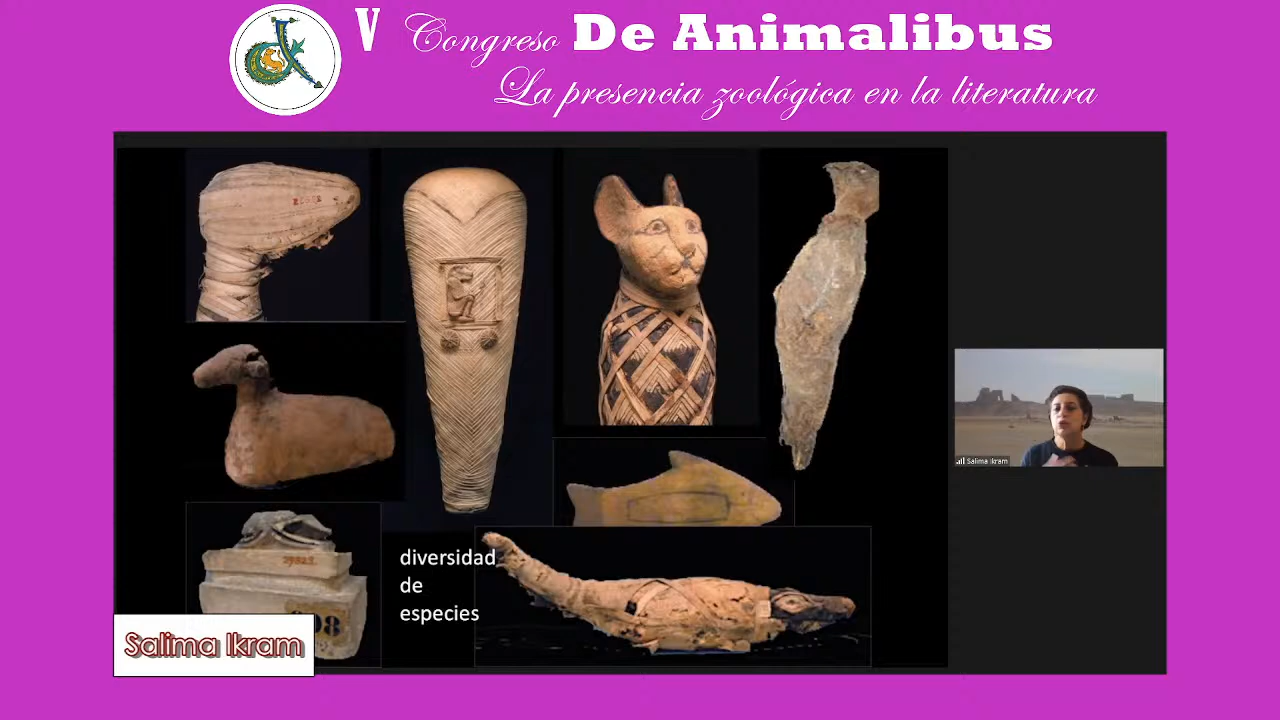 V Congreso De Animalibus
La presencia zoológica en la literatura
diversidad
de
especies
Salima Ikram
Salima Ikram